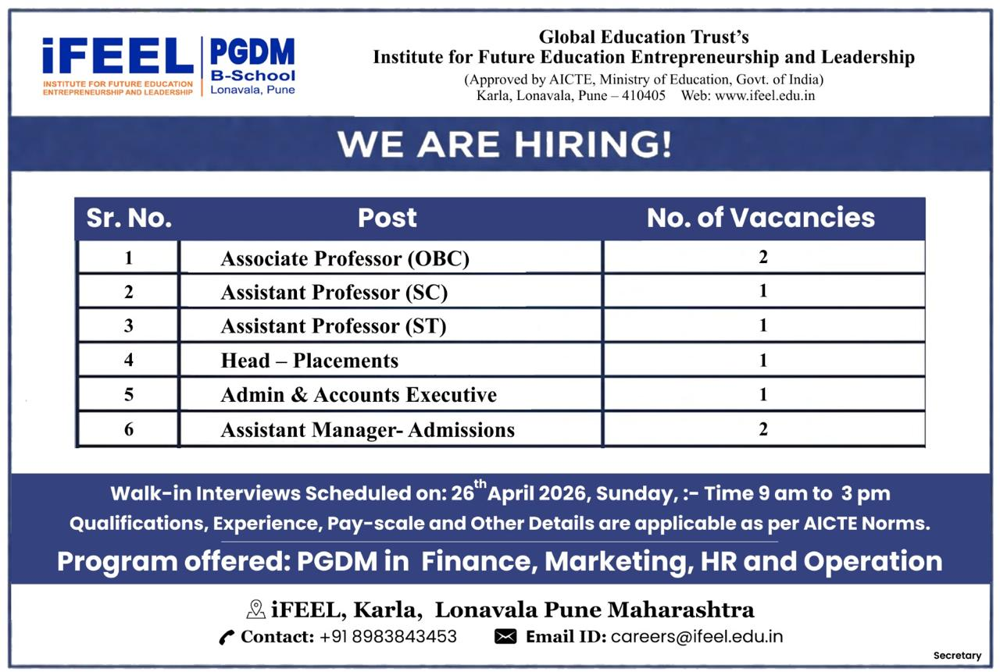 iFEEL PGDM
B-School
INSTITUTE FOR FUTURE EDUCATION
ENTREPRENEURSHIP AND LEADERSHIP
Lonavala, Pune
Global Education Trust's
Institute for Future Education Entrepreneurship and Leadership
(Approved by AICTE, Ministry of Education, Govt. of India)
Karla, Lonavala, Pune – 410405 Web: www.ifeel.edu.in
WE ARE HIRING!
Sr. No. Post No. of Vacancies
1 Associate Professor (OBC) 2
2 Assistant Professor (SC) 1
3 Assistant Professor (ST) 1
4 Head – Placements 1
5 Admin & Accounts Executive 1
6 Assistant Manager- Admissions 2
Walk-in Interviews Scheduled on: 26th April 2026, Sunday, :- Time 9 am to 3 pm
Qualifications, Experience, Pay-scale and Other Details are applicable as per AICTE Norms.
Program offered: PGDM in Finance, Marketing, HR and Operation
iFEEL, Karla, Lonavala Pune Maharashtra
Contact: +91 8983843453 Email ID: careers@ifeel.edu.in
Secretary